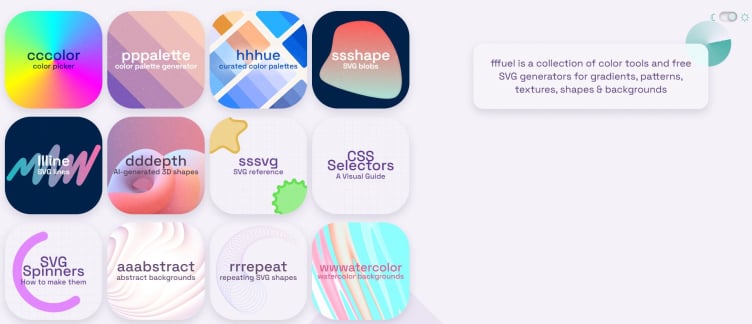 cccolor
color picker
pppalette
color palette generator
hhhue
curated color palettes
ssshape
SVG blobs
fffuel is a collection of color tools and free
SVG generators for gradients, patterns,
textures, shapes & backgrounds
llline
SVG lines
dddepth
AI-generated 3D shapes
sssvg
SVG reference
CSS
Selectors
A Visual Guide
SVG
Spinners
How to make them
aaabstract
abstract backgrounds
rrrepeat
repeating SVG shapes
wwwatercolor
watercolor backgrounds